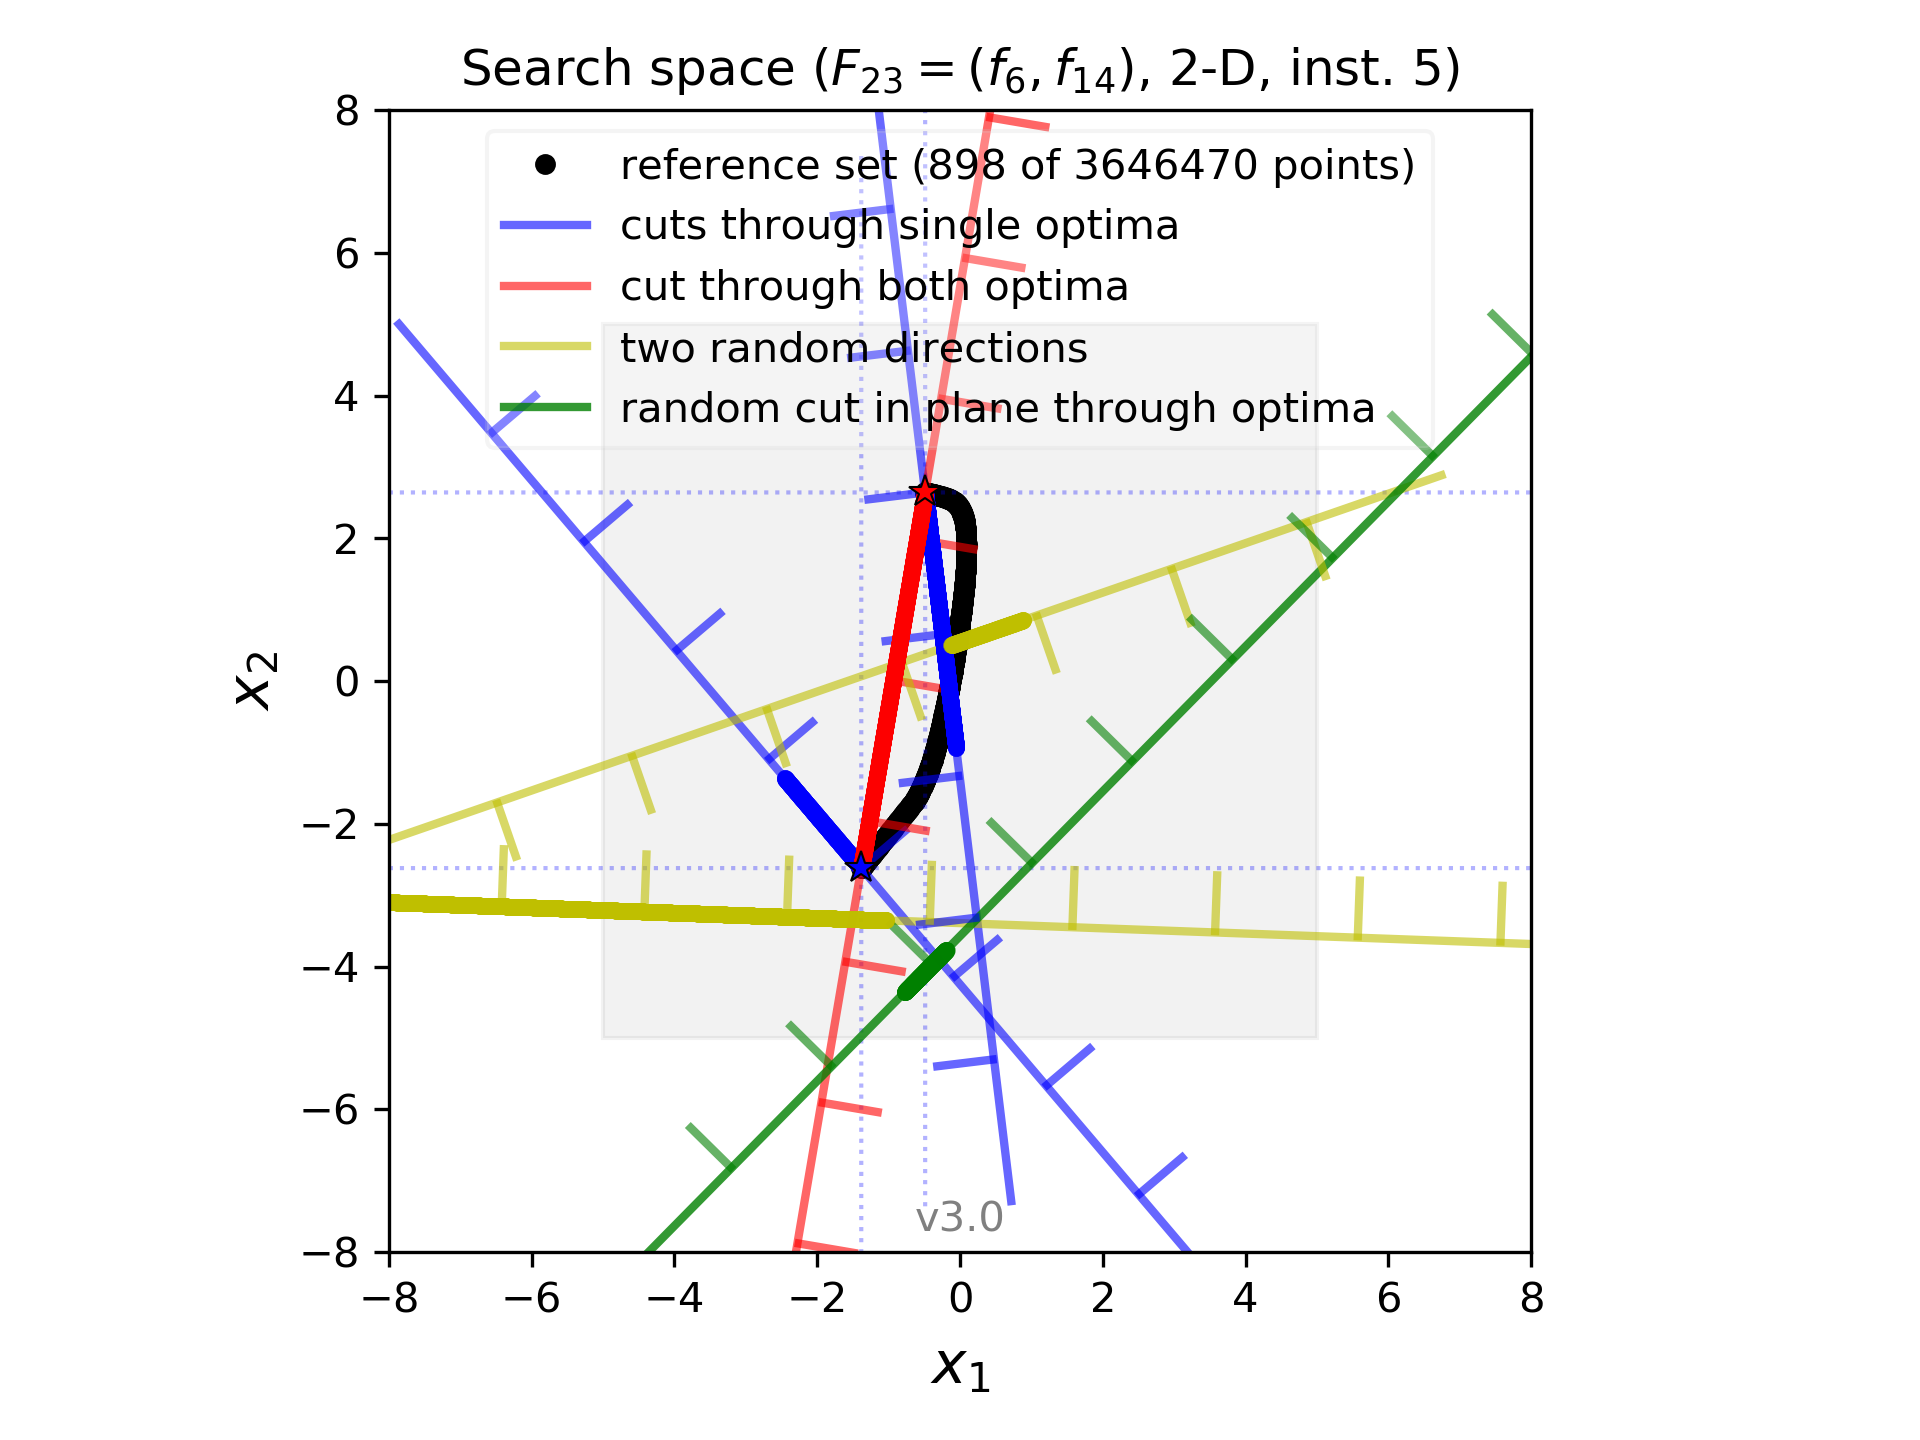 Search space (F23 = (f6, f14), 2-D, inst. 5)
reference set (898 of 3646470 points)
cuts through single optima
cut through both optima
two random directions
random cut in plane through optima
8
6
4
2
0
−2
−4
−6
−8
x2
v3.0
−8 −6 −4 −2 0 2 4 6 8
x1